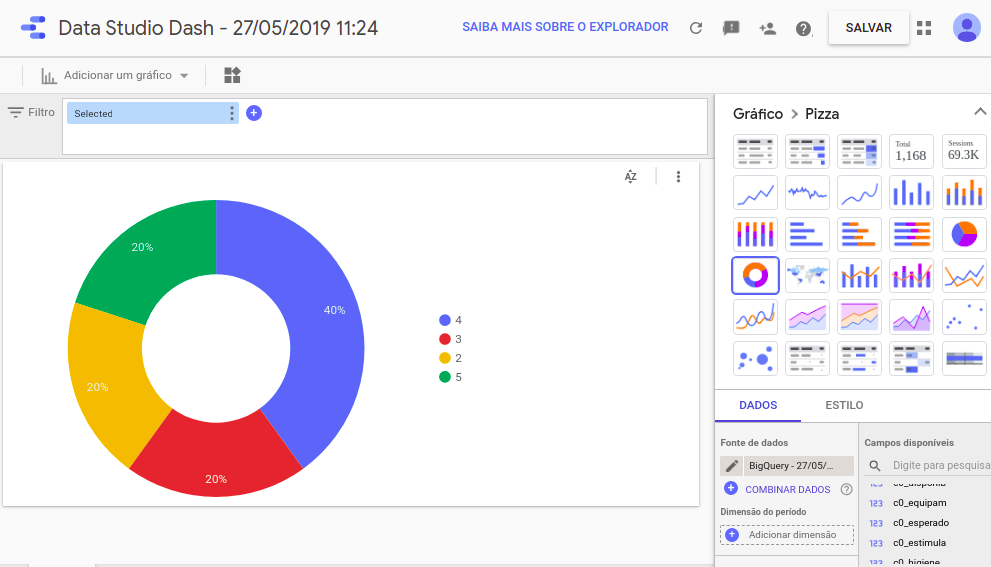 Data Studio Dash - 27/05/2019 11:24
SAIBA MAIS SOBRE O EXPLORADOR
SALVAR
Adicionar um gráfico
Filtro
Selected
AZ
40%
20%
20%
20%
4
3
2
5
Gráfico > Pizza
Total
1,168
Sessions
69.3K
DADOS
ESTILO
Fonte de dados
BigQuery - 27/05/...
COMBINAR DADOS
Dimensão do período
Adicionar dimensão
Campos disponíveis
Digite para pesquisa
123 c0_equipam
123 c0_esperado
123 c0_estimula
123 c0_higiene